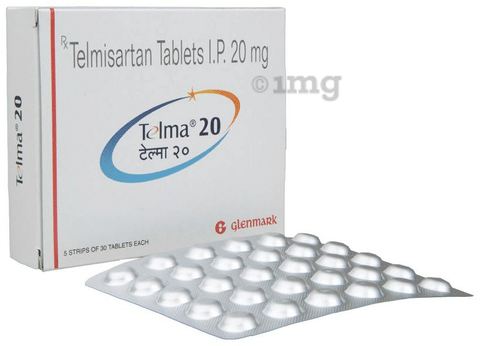 Rx Telmisartan Tablets I.P. 20 mg
©1mg
Telma® 20
टेल्मा २०
Telma® 20
G Glenmark
5 STRIPS OF 30 TABLETS EACH